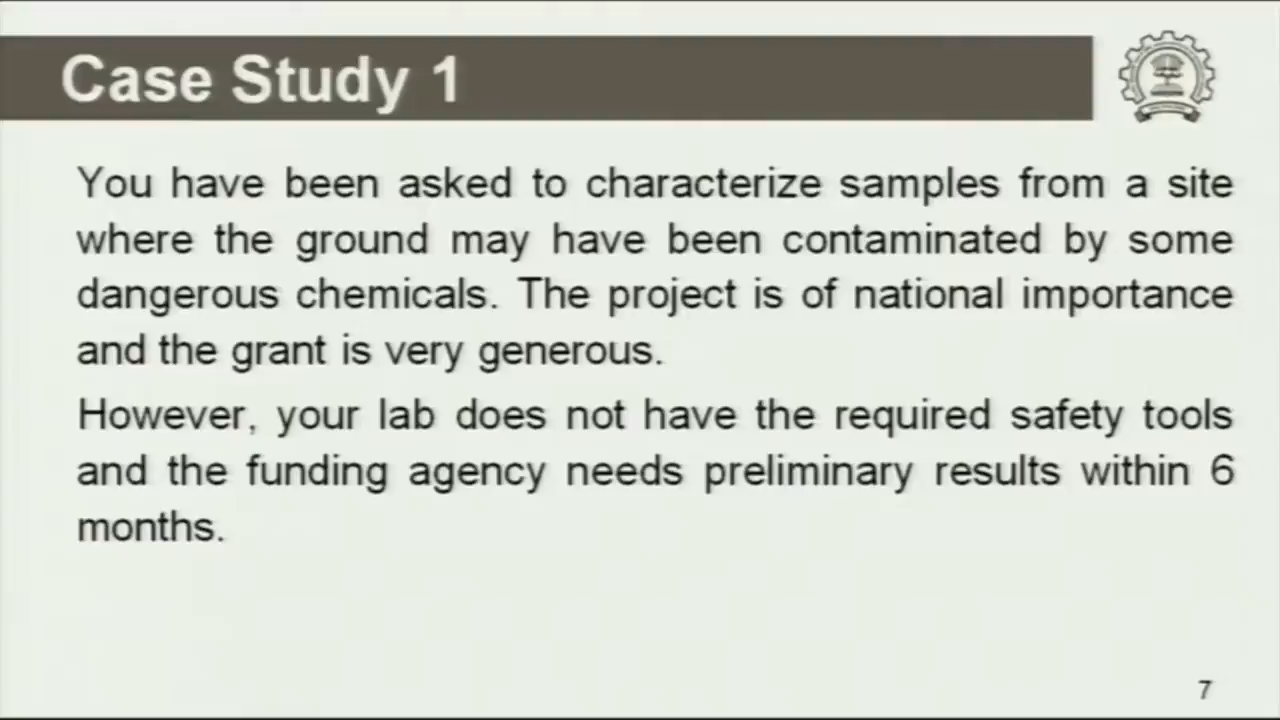 Case Study 1
You have been asked to characterize samples from a site
where the ground may have been contaminated by some
dangerous chemicals. The project is of national importance
and the grant is very generous.
However, your lab does not have the required safety tools
and the funding agency needs preliminary results within 6
months.
7